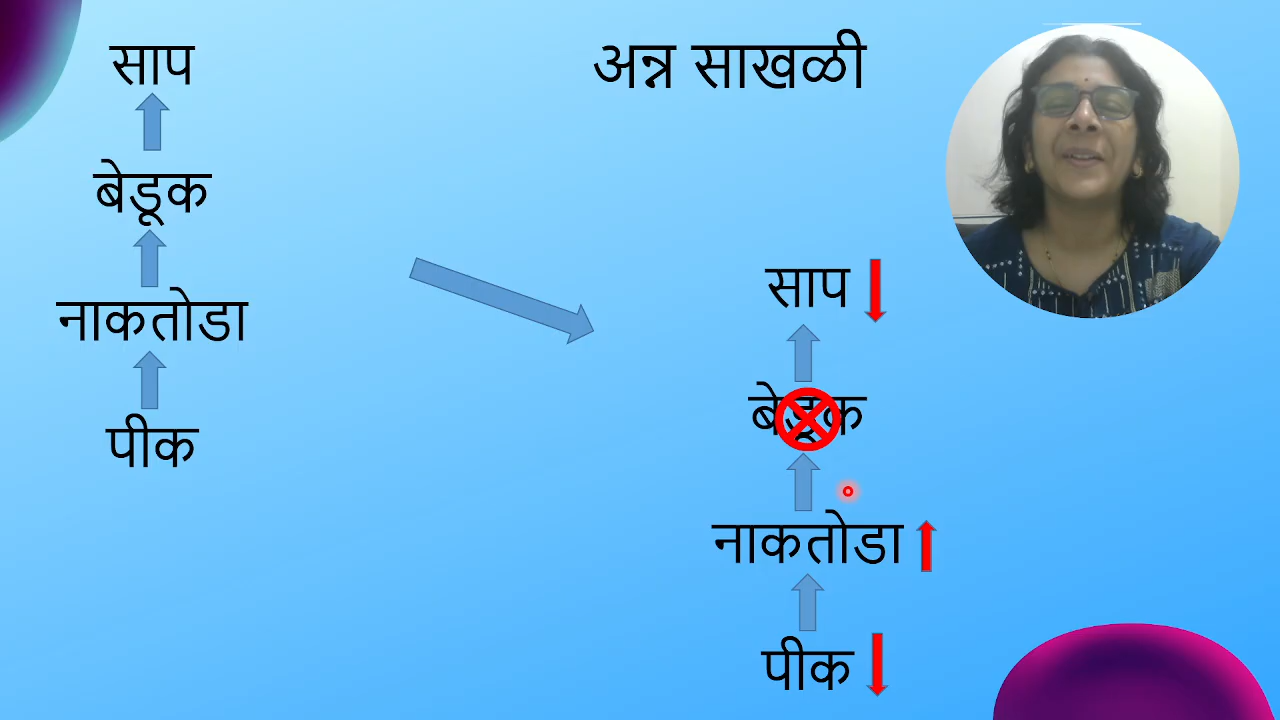 अन्न साखळी
साप
बेडूक
नाकतोडा
पीक
साप
बेडूक
नाकतोडा
पीक